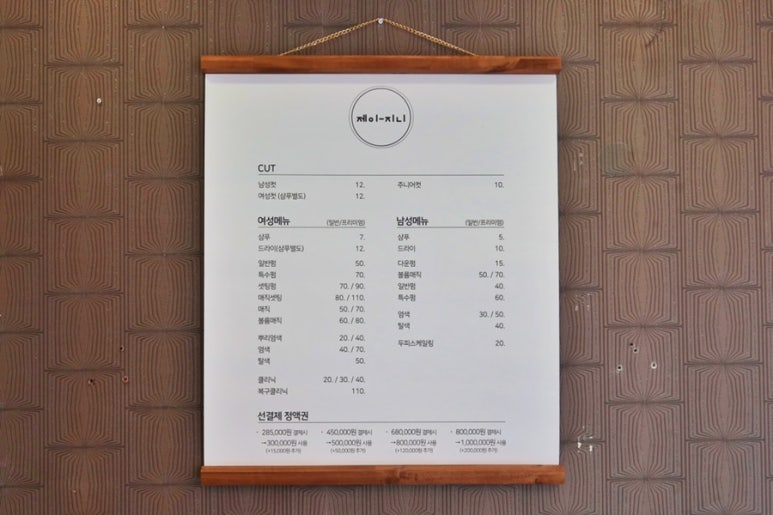 제이-지니
CUT
남성컷 12. 주니어컷 10.
여성컷 (샴푸별도) 12.
여성메뉴 (일반/프리미엄)
샴푸 7.
드라이(샴푸별도) 12.
일반펌 50.
특수펌 70.
셋팅펌 70. / 90.
매직셋팅 80. / 110.
매직 50. / 70.
볼륨매직 60. / 80.
뿌리염색 20. / 40.
염색 40. / 70.
탈색 50.
클리닉 20. / 30. / 40.
복구클리닉 110.
남성메뉴 (일반/프리미엄)
샴푸 5.
드라이 10.
다운펌 15.
볼륨매직 50. / 70.
일반펌 40.
특수펌 60.
염색 30. / 50.
탈색 40.
두피스케일링 20.
선결제 정액권
· 285,000원 결제시
→300,000원 사용
(+15,000원 추가)
· 450,000원 결제시
→500,000원 사용
(+50,000원 추가)
· 680,000원 결제시
→800,000원 사용
(+120,000원 추가)
· 800,000원 결제시
→1,000,000원 사용
(+200,000원 추가)